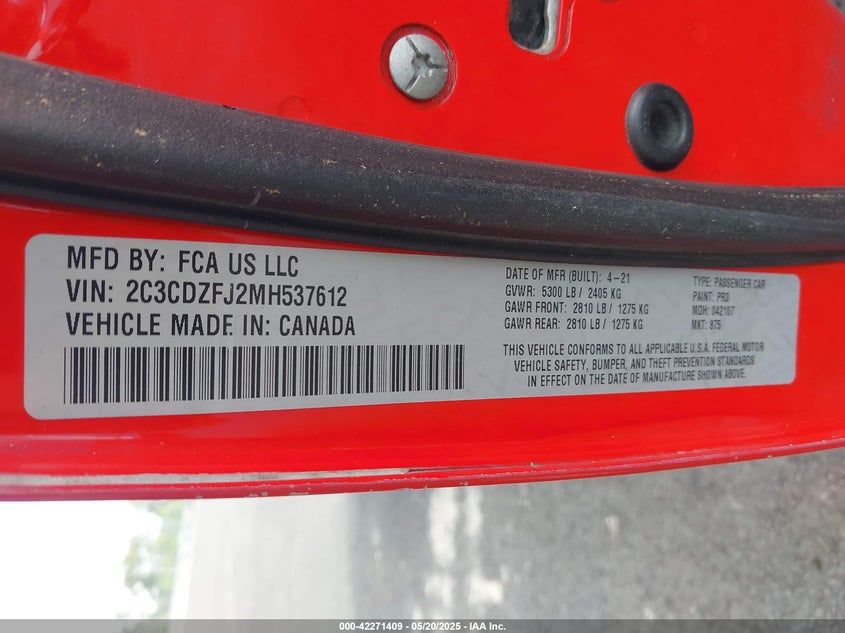 MFD BY: FCA US LLC
VIN: 2C3CDZFJ2MH537612
VEHICLE MADE IN: CANADA
DATE OF MFR (BUILT): 4-21
GVWR: 5300 LB / 2405 KG
GAWR FRONT: 2810 LB / 1275 KG
GAWR REAR: 2810 LB / 1275 KG
TYPE: PASSENGER CAR
PAINT: PR3
MDH: 042107
MKT: 875
THIS VEHICLE CONFORMS TO ALL APPLICABLE U.S.A. FEDERAL MOTOR
VEHICLE SAFETY, BUMPER, AND THEFT PREVENTION STANDARDS
IN EFFECT ON THE DATE OF MANUFACTURE SHOWN ABOVE.
000-42271409 - 05/20/2025 - IAA Inc.